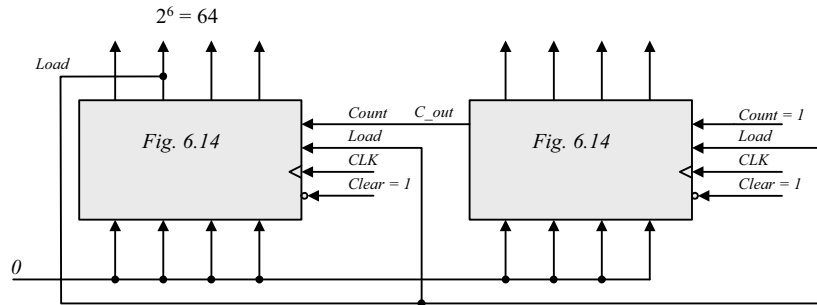 2⁶ = 64
Load
Fig. 6.14
Count
Load
CLK
Clear = 1
C_out
Fig. 6.14
Count = 1
Load
CLK
Clear = 1
0